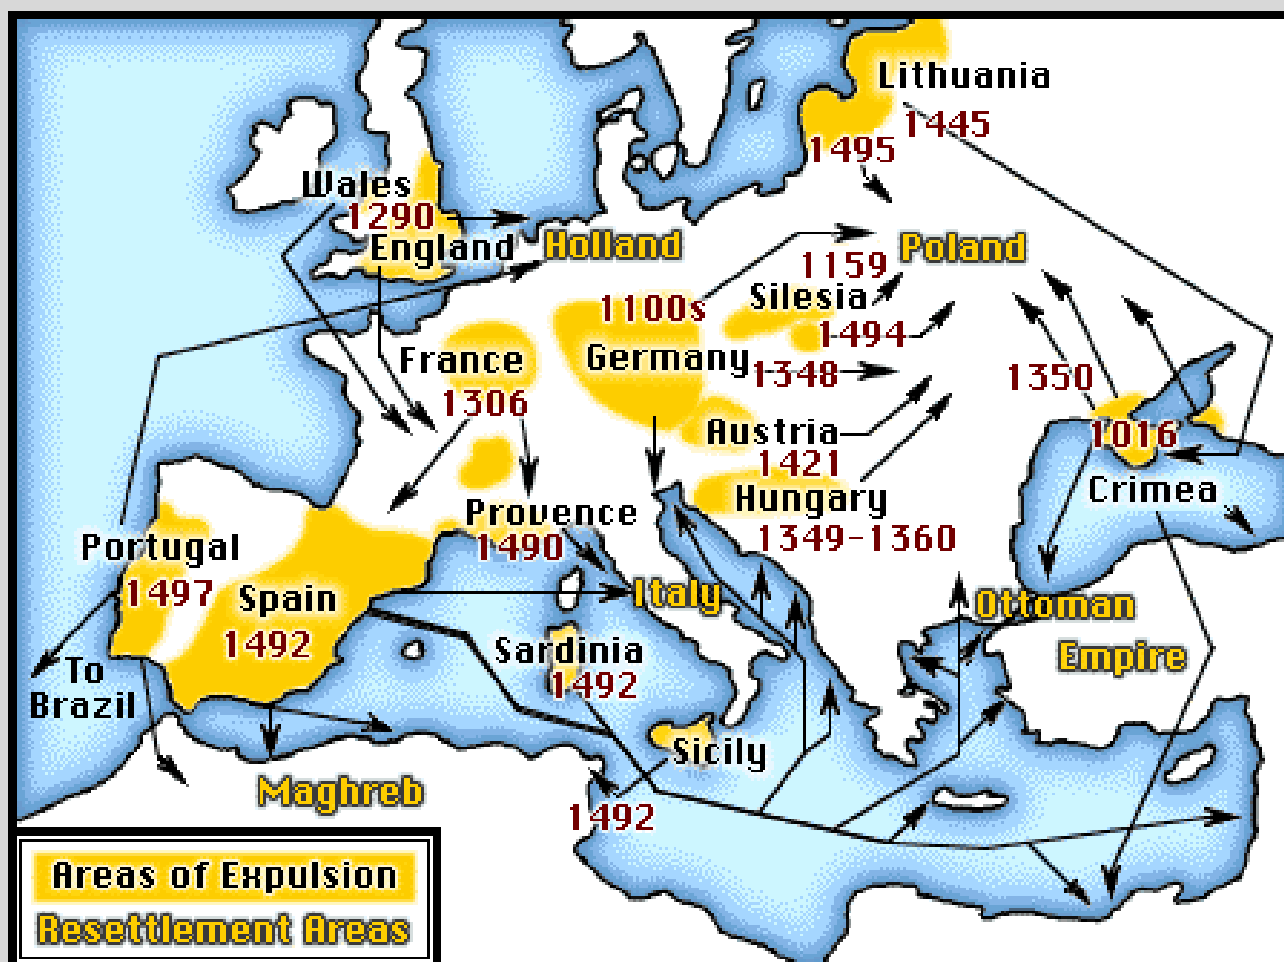 Lithuania
1445
1495
Wales
1290
England
Holland
Poland
1159
Silesia
1100s
1494
France
Germany
1348
1350
1306
Austria
1016
1421
Crimea
Hungary
Provence
1349-1360
1490
Portugal
1497
Spain
Italy
Ottoman
Empire
1492
Sardinia
1492
To
Brazil
Sicily
Maghreb
1492
Areas of Expulsion
Resettlement Areas